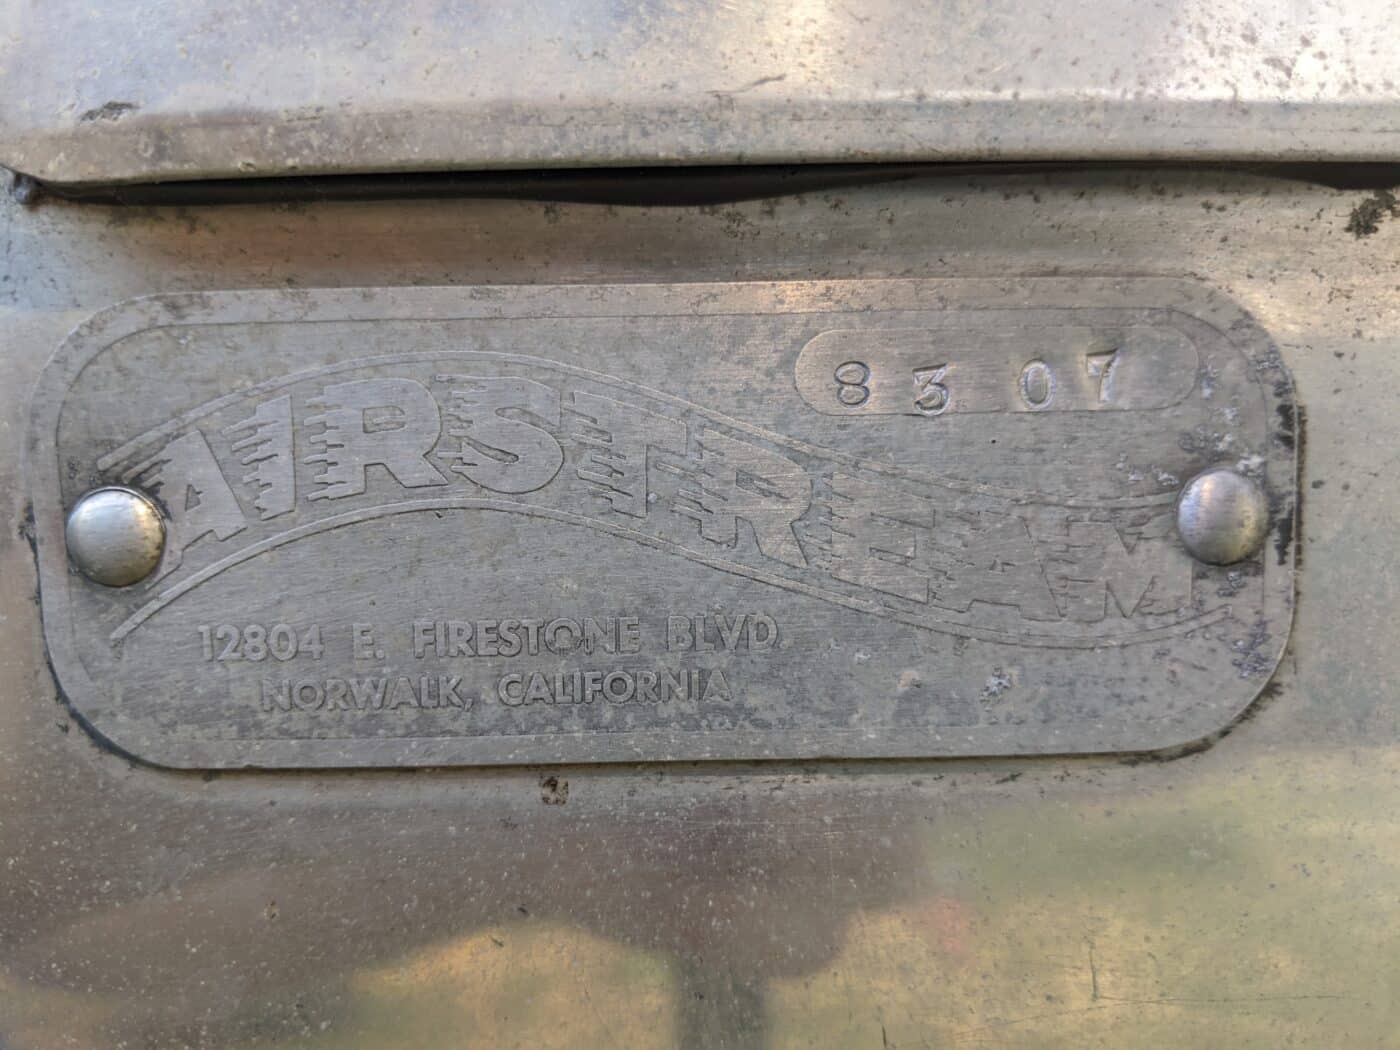 8307
AIRSTREAM
12804 E. FIRESTONE BLVD.
NORWALK, CALIFORNIA